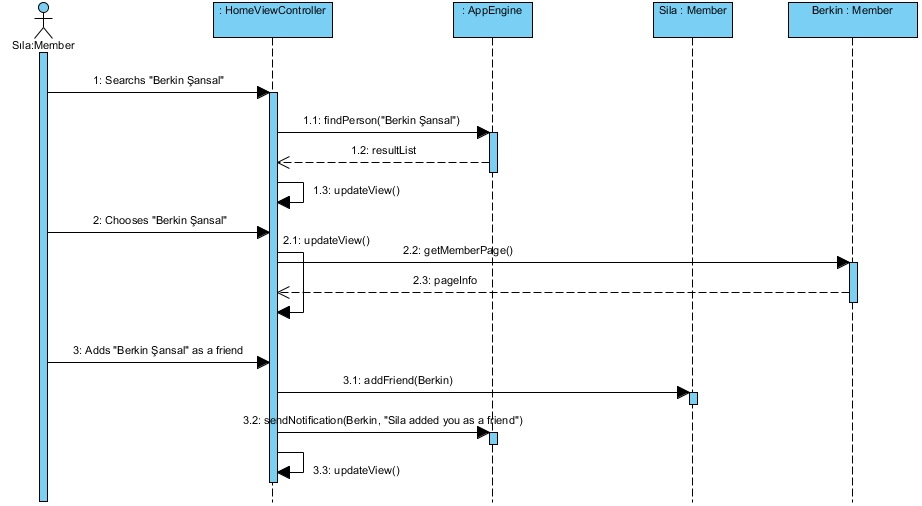 : HomeViewController
: AppEngine
Sila : Member
Berkin : Member
Sıla:Member
1: Searchs "Berkin Şansal"
1.1: findPerson("Berkin Şansal")
1.2: resultList
1.3: updateView()
2: Chooses "Berkin Şansal"
2.1: updateView()
2.2: getMemberPage()
2.3: pageInfo
3: Adds "Berkin Şansal" as a friend
3.1: addFriend(Berkin)
3.2: sendNotification(Berkin, "Sila added you as a friend")
3.3: updateView()